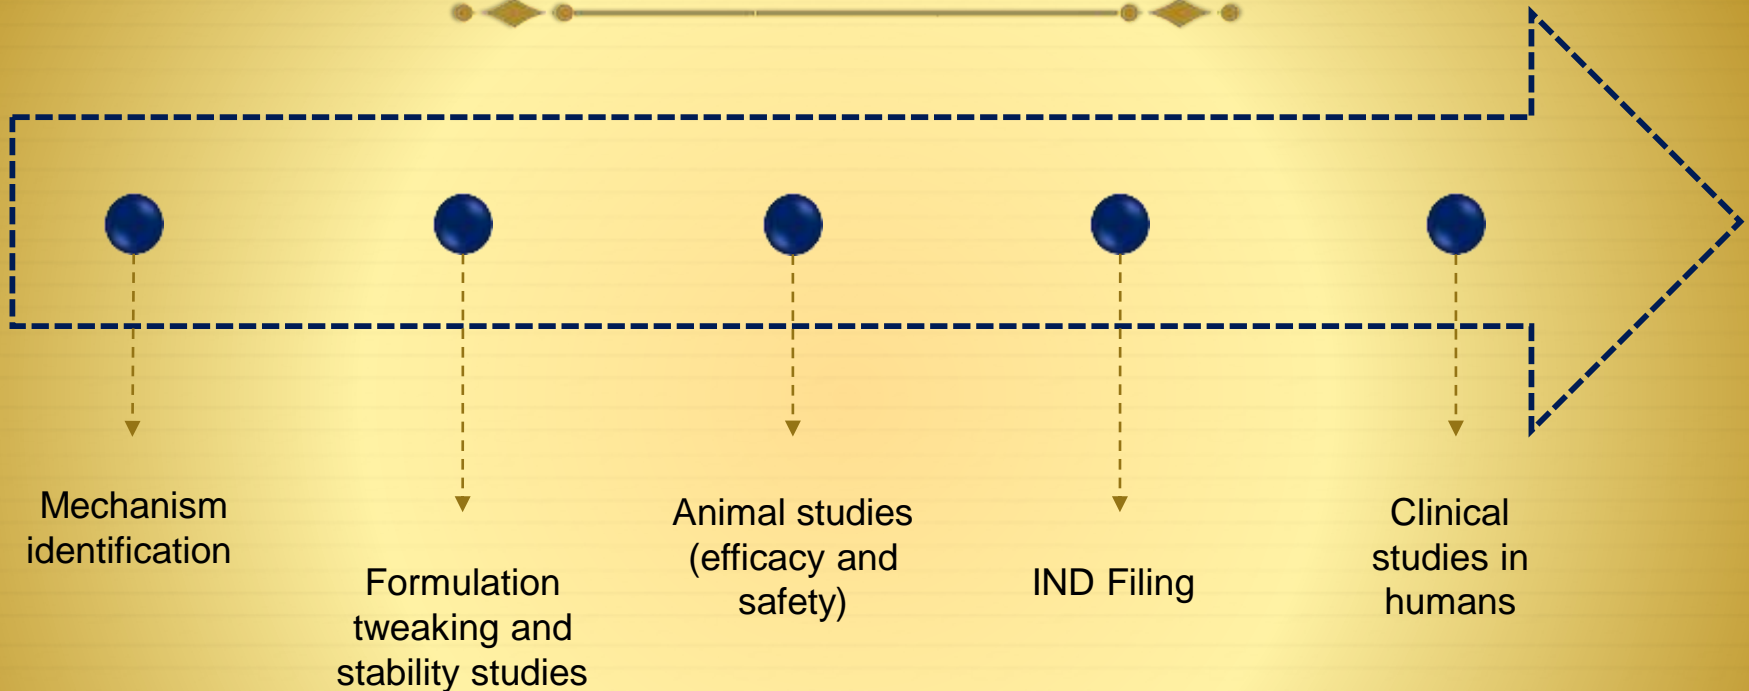 Mechanism
identification
Formulation
tweaking and
stability studies
Animal studies
(efficacy and
safety)
IND Filing
Clinical
studies in
humans